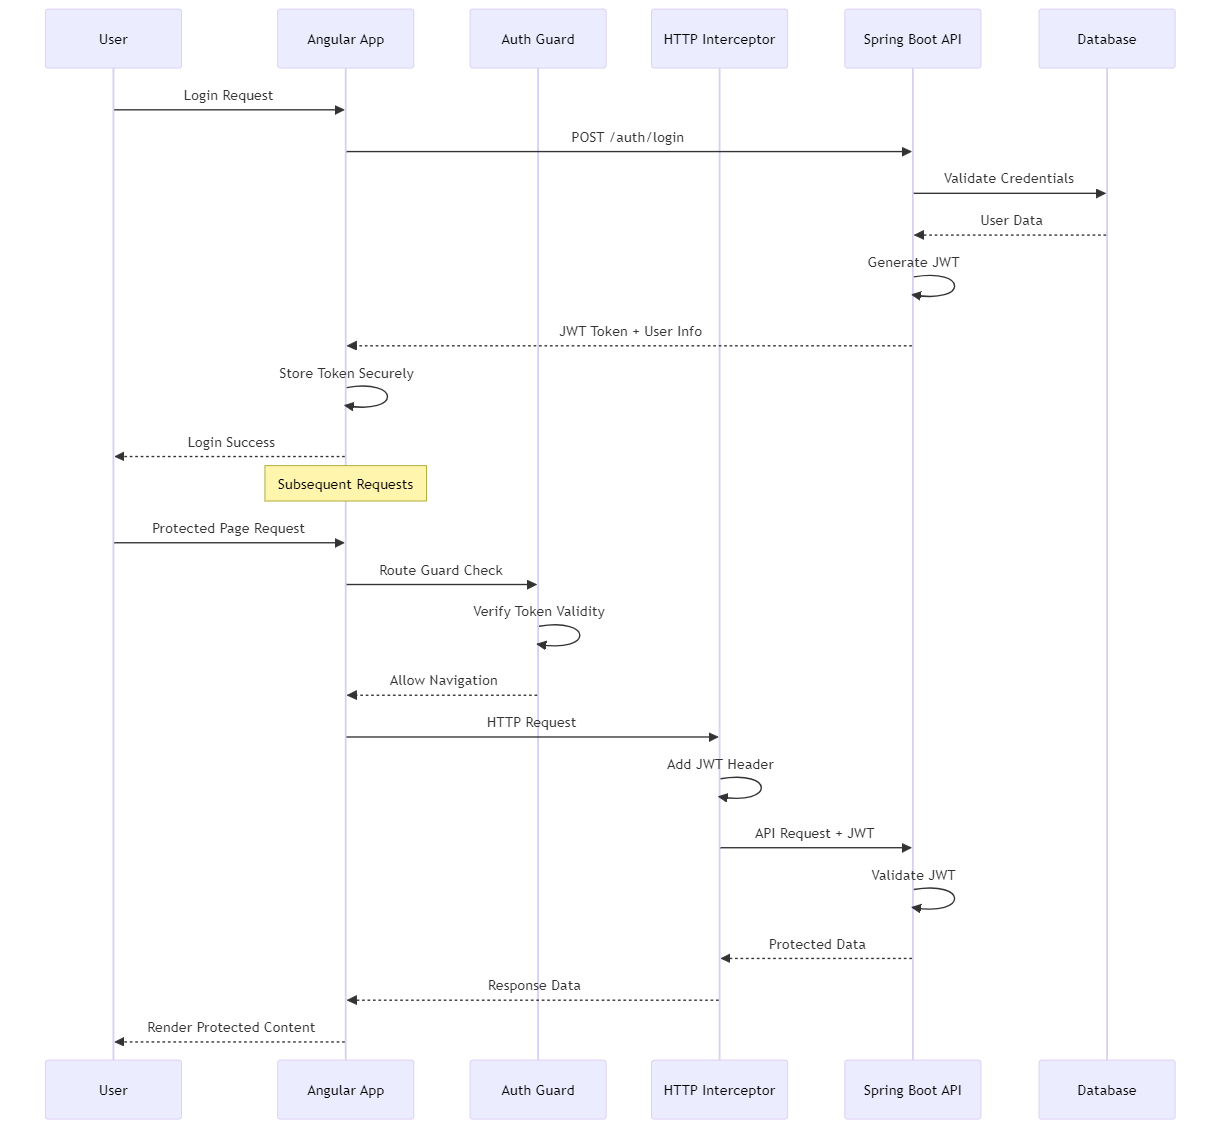 User
Angular App
Auth Guard
HTTP Interceptor
Spring Boot API
Database
Login Request
POST /auth/login
Validate Credentials
User Data
Generate JWT
JWT Token + User Info
Store Token Securely
Login Success
Subsequent Requests
Protected Page Request
Route Guard Check
Verify Token Validity
Allow Navigation
HTTP Request
Add JWT Header
API Request + JWT
Validate JWT
Protected Data
Response Data
Render Protected Content
User
Angular App
Auth Guard
HTTP Interceptor
Spring Boot API
Database